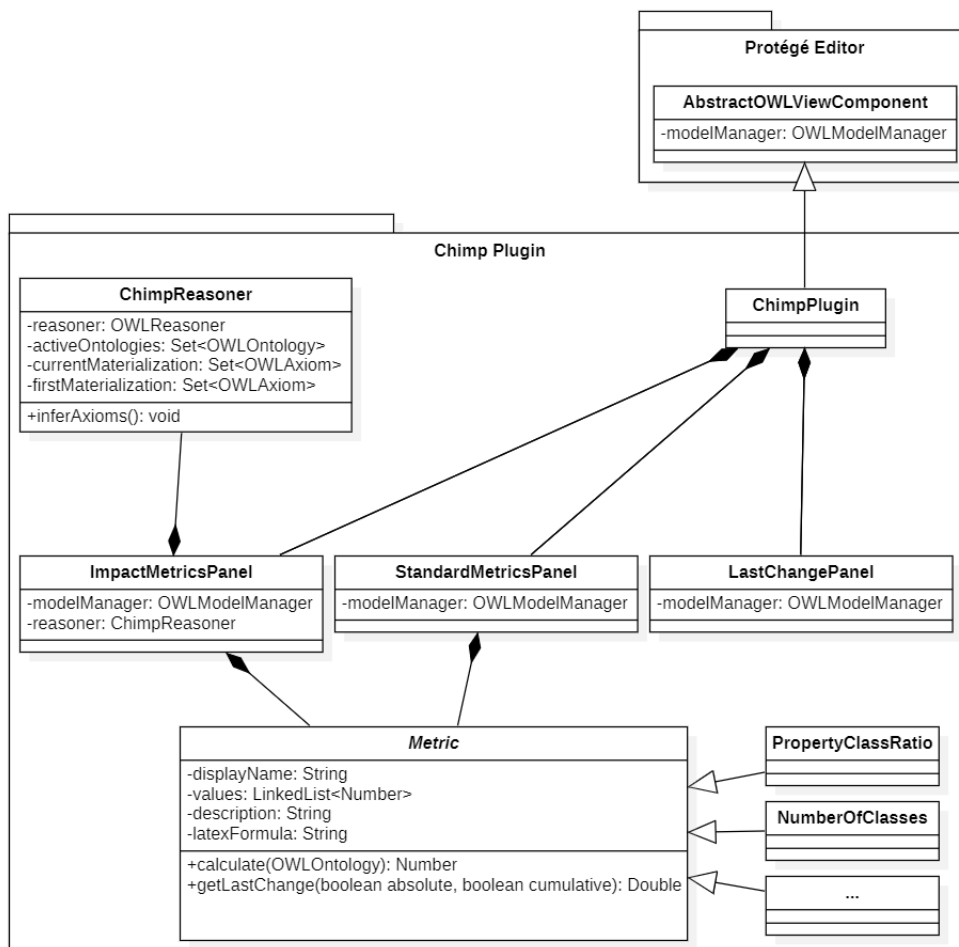 Protégé Editor
AbstractOWLViewComponent
-modelManager: OWLModelManager
Chimp Plugin
ChimpReasoner
-reasoner: OWLReasoner
-activeOntologies: Set<OWLOntology>
-currentMaterialization: Set<OWLAxiom>
-firstMaterialization: Set<OWLAxiom>
+inferAxioms(): void
ChimpPlugin
ImpactMetricsPanel
-modelManager: OWLModelManager
-reasoner: ChimpReasoner
StandardMetricsPanel
-modelManager: OWLModelManager
LastChangePanel
-modelManager: OWLModelManager
Metric
-displayName: String
-values: LinkedList<Number>
-description: String
-latexFormula: String
+calculate(OWLOntology): Number
+getLastChange(boolean absolute, boolean cumulative): Double
PropertyClassRatio
NumberOfClasses
...